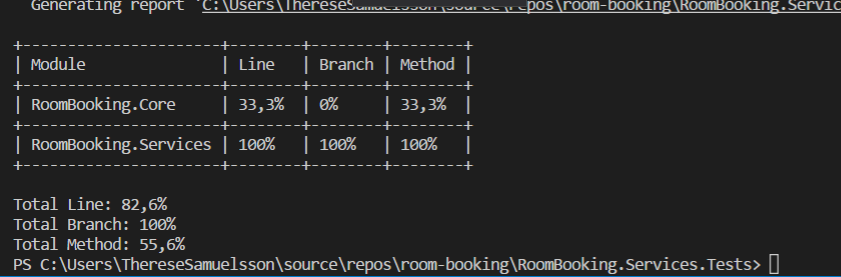 Generating report 'C:\Users\ThereseSamuelsson\source\repos\room-booking\RoomBooking.Servic
+----------------------+--------+--------+--------+
| Module               | Line   | Branch | Method |
+----------------------+--------+--------+--------+
| RoomBooking.Core     | 33,3%  | 0%     | 33,3%  |
+----------------------+--------+--------+--------+
| RoomBooking.Services | 100%   | 100%   | 100%   |
+----------------------+--------+--------+--------+
Total Line: 82,6%
Total Branch: 100%
Total Method: 55,6%
PS C:\Users\ThereseSamuelsson\source\repos\room-booking\RoomBooking.Services.Tests>